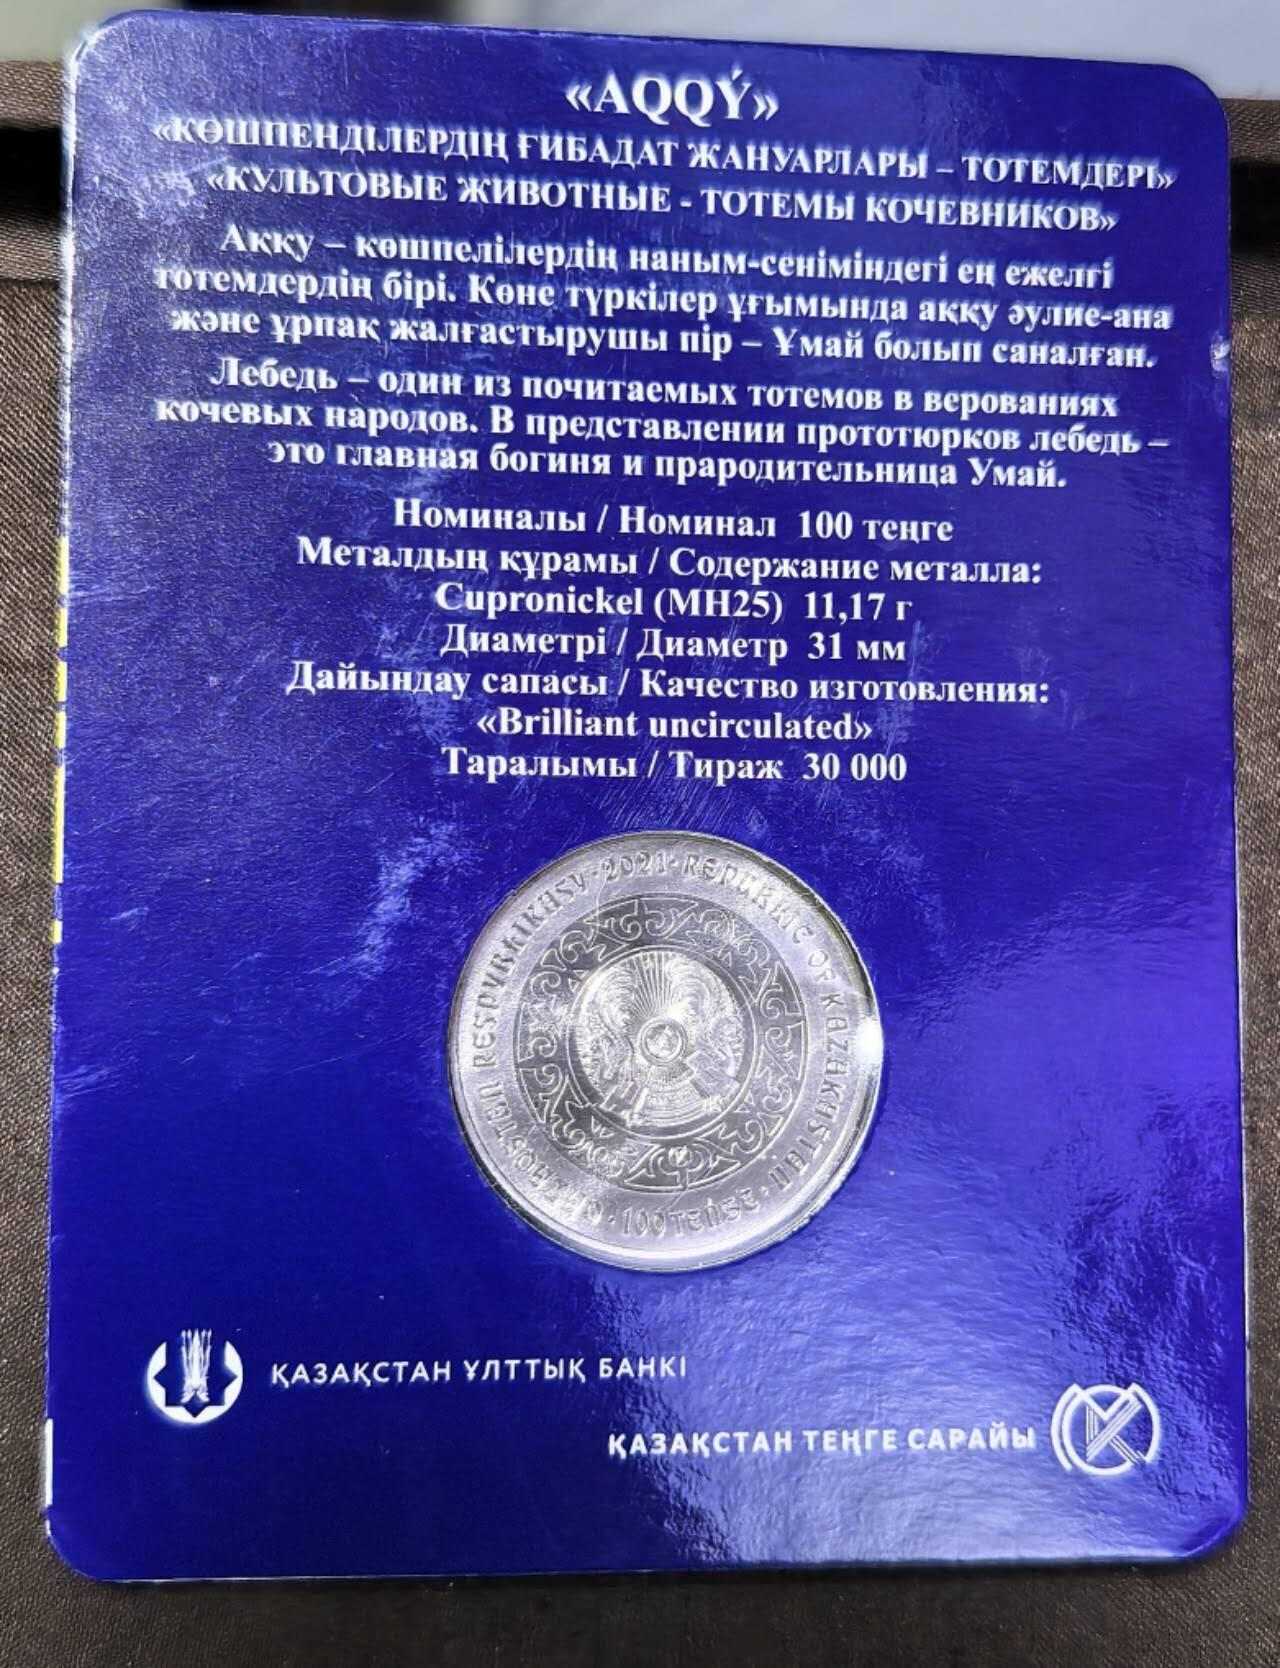 «AQQÝ»
«КӨШПЕНДІЛЕРДІҢ ҒИБАДАТ ЖАНУАРЛАРЫ – ТОТЕМДЕРІ»
«КУЛЬТОВЫЕ ЖИВОТНЫЕ - ТОТЕМЫ КОЧЕВНИКОВ»
Аққу – көшпелілердің наным-сеніміндегі ең ежелгі
тотемдердің бірі. Көне түркілер ұғымында аққу әулие-ана
және ұрпақ жалғастырушы пір – Ұмай болып саналған.
Лебедь – один из почитаемых тотемов в верованиях
кочевых народов. В представлении прототюрков лебедь –
это главная богиня и прародительница Умай.
Номиналы / Номинал 100 теңге
Металдың құрамы / Содержание металла:
Cupronickel (МН25) 11,17 г
Диаметрі / Диаметр 31 мм
Дайындау сапасы / Качество изготовления:
«Brilliant uncirculated»
Таралымы / Тираж 30 000
RESPYBLIKASY · 2021 · REPUBLIC OF KAZAKHSTAN · 100 TEŃGE ·
ҚАЗАҚСТАН ҰЛТТЫҚ БАНКІ
ҚАЗАҚСТАН ТЕҢГЕ САРАЙЫ